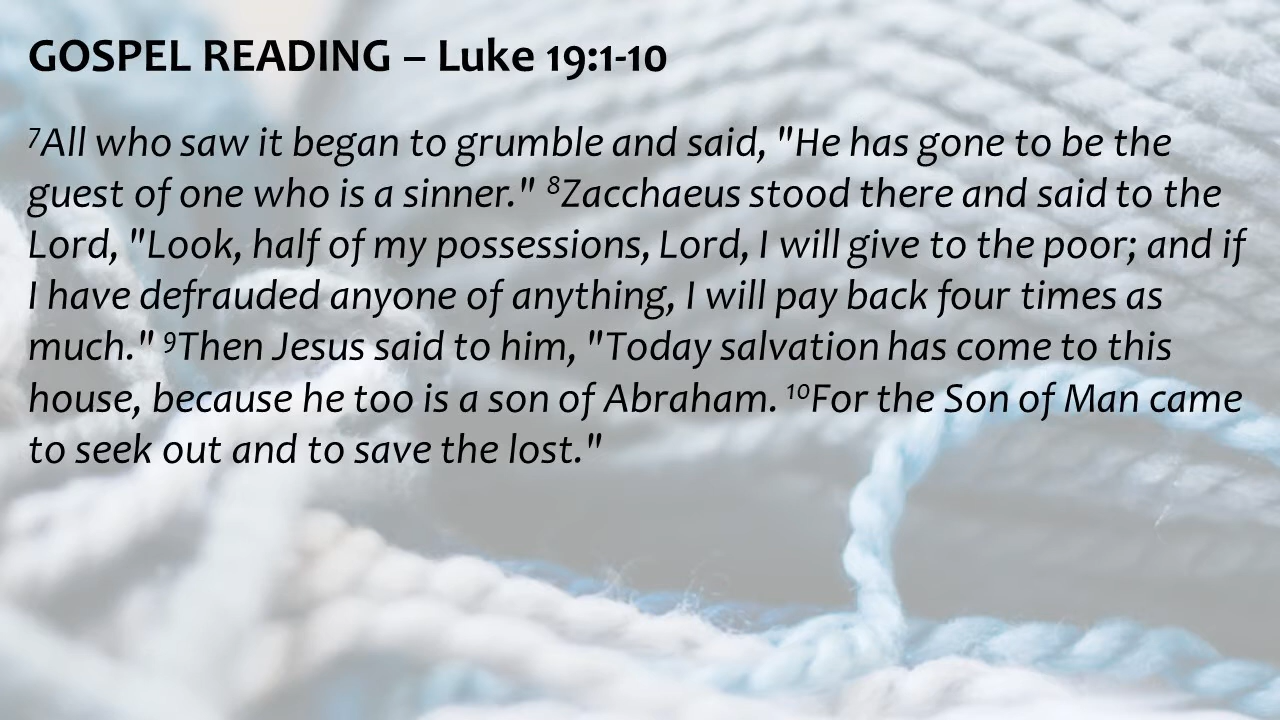 GOSPEL READING – Luke 19:1-10
⁷All who saw it began to grumble and said, "He has gone to be the
guest of one who is a sinner." ⁸Zacchaeus stood there and said to the
Lord, "Look, half of my possessions, Lord, I will give to the poor; and if
I have defrauded anyone of anything, I will pay back four times as
much." ⁹Then Jesus said to him, "Today salvation has come to this
house, because he too is a son of Abraham. ¹⁰For the Son of Man came
to seek out and to save the lost."